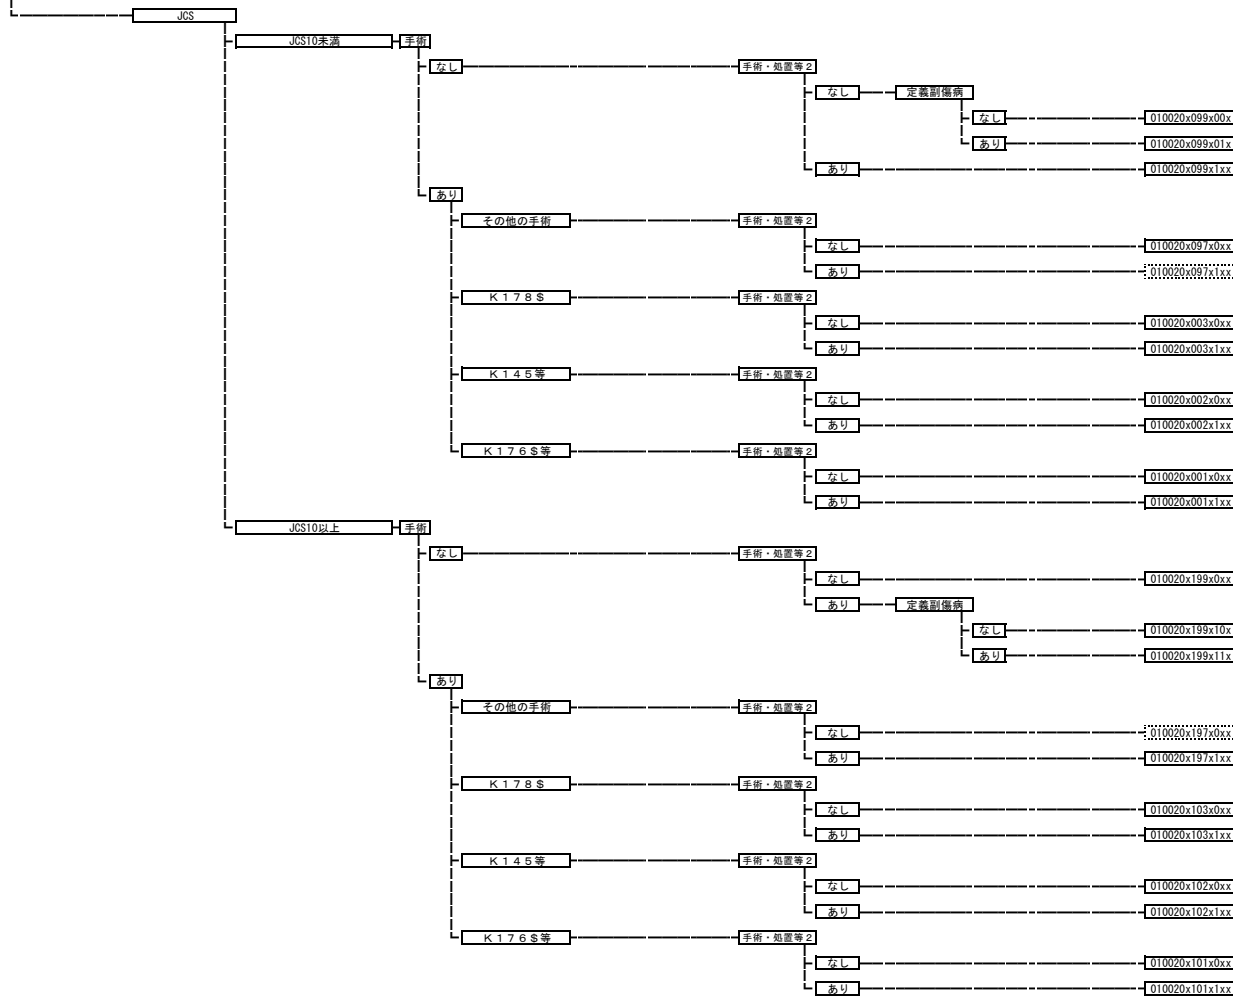 JCS
JCS10未満 手術
なし 手術・処置等２
なし 定義副傷病
なし 010020x099x00x
あり 010020x099x01x
あり 010020x099x1xx
あり
その他の手術 手術・処置等２
なし 010020x097x0xx
あり 010020x097x1xx
Ｋ１７８＄ 手術・処置等２
なし 010020x003x0xx
あり 010020x003x1xx
Ｋ１４５等 手術・処置等２
なし 010020x002x0xx
あり 010020x002x1xx
Ｋ１７６＄等 手術・処置等２
なし 010020x001x0xx
あり 010020x001x1xx
JCS10以上 手術
なし 手術・処置等２
なし 010020x199x0xx
あり 定義副傷病
なし 010020x199x10x
あり 010020x199x11x
あり
その他の手術 手術・処置等２
なし 010020x197x0xx
あり 010020x197x1xx
Ｋ１７８＄ 手術・処置等２
なし 010020x103x0xx
あり 010020x103x1xx
Ｋ１４５等 手術・処置等２
なし 010020x102x0xx
あり 010020x102x1xx
Ｋ１７６＄等 手術・処置等２
なし 010020x101x0xx
あり 010020x101x1xx